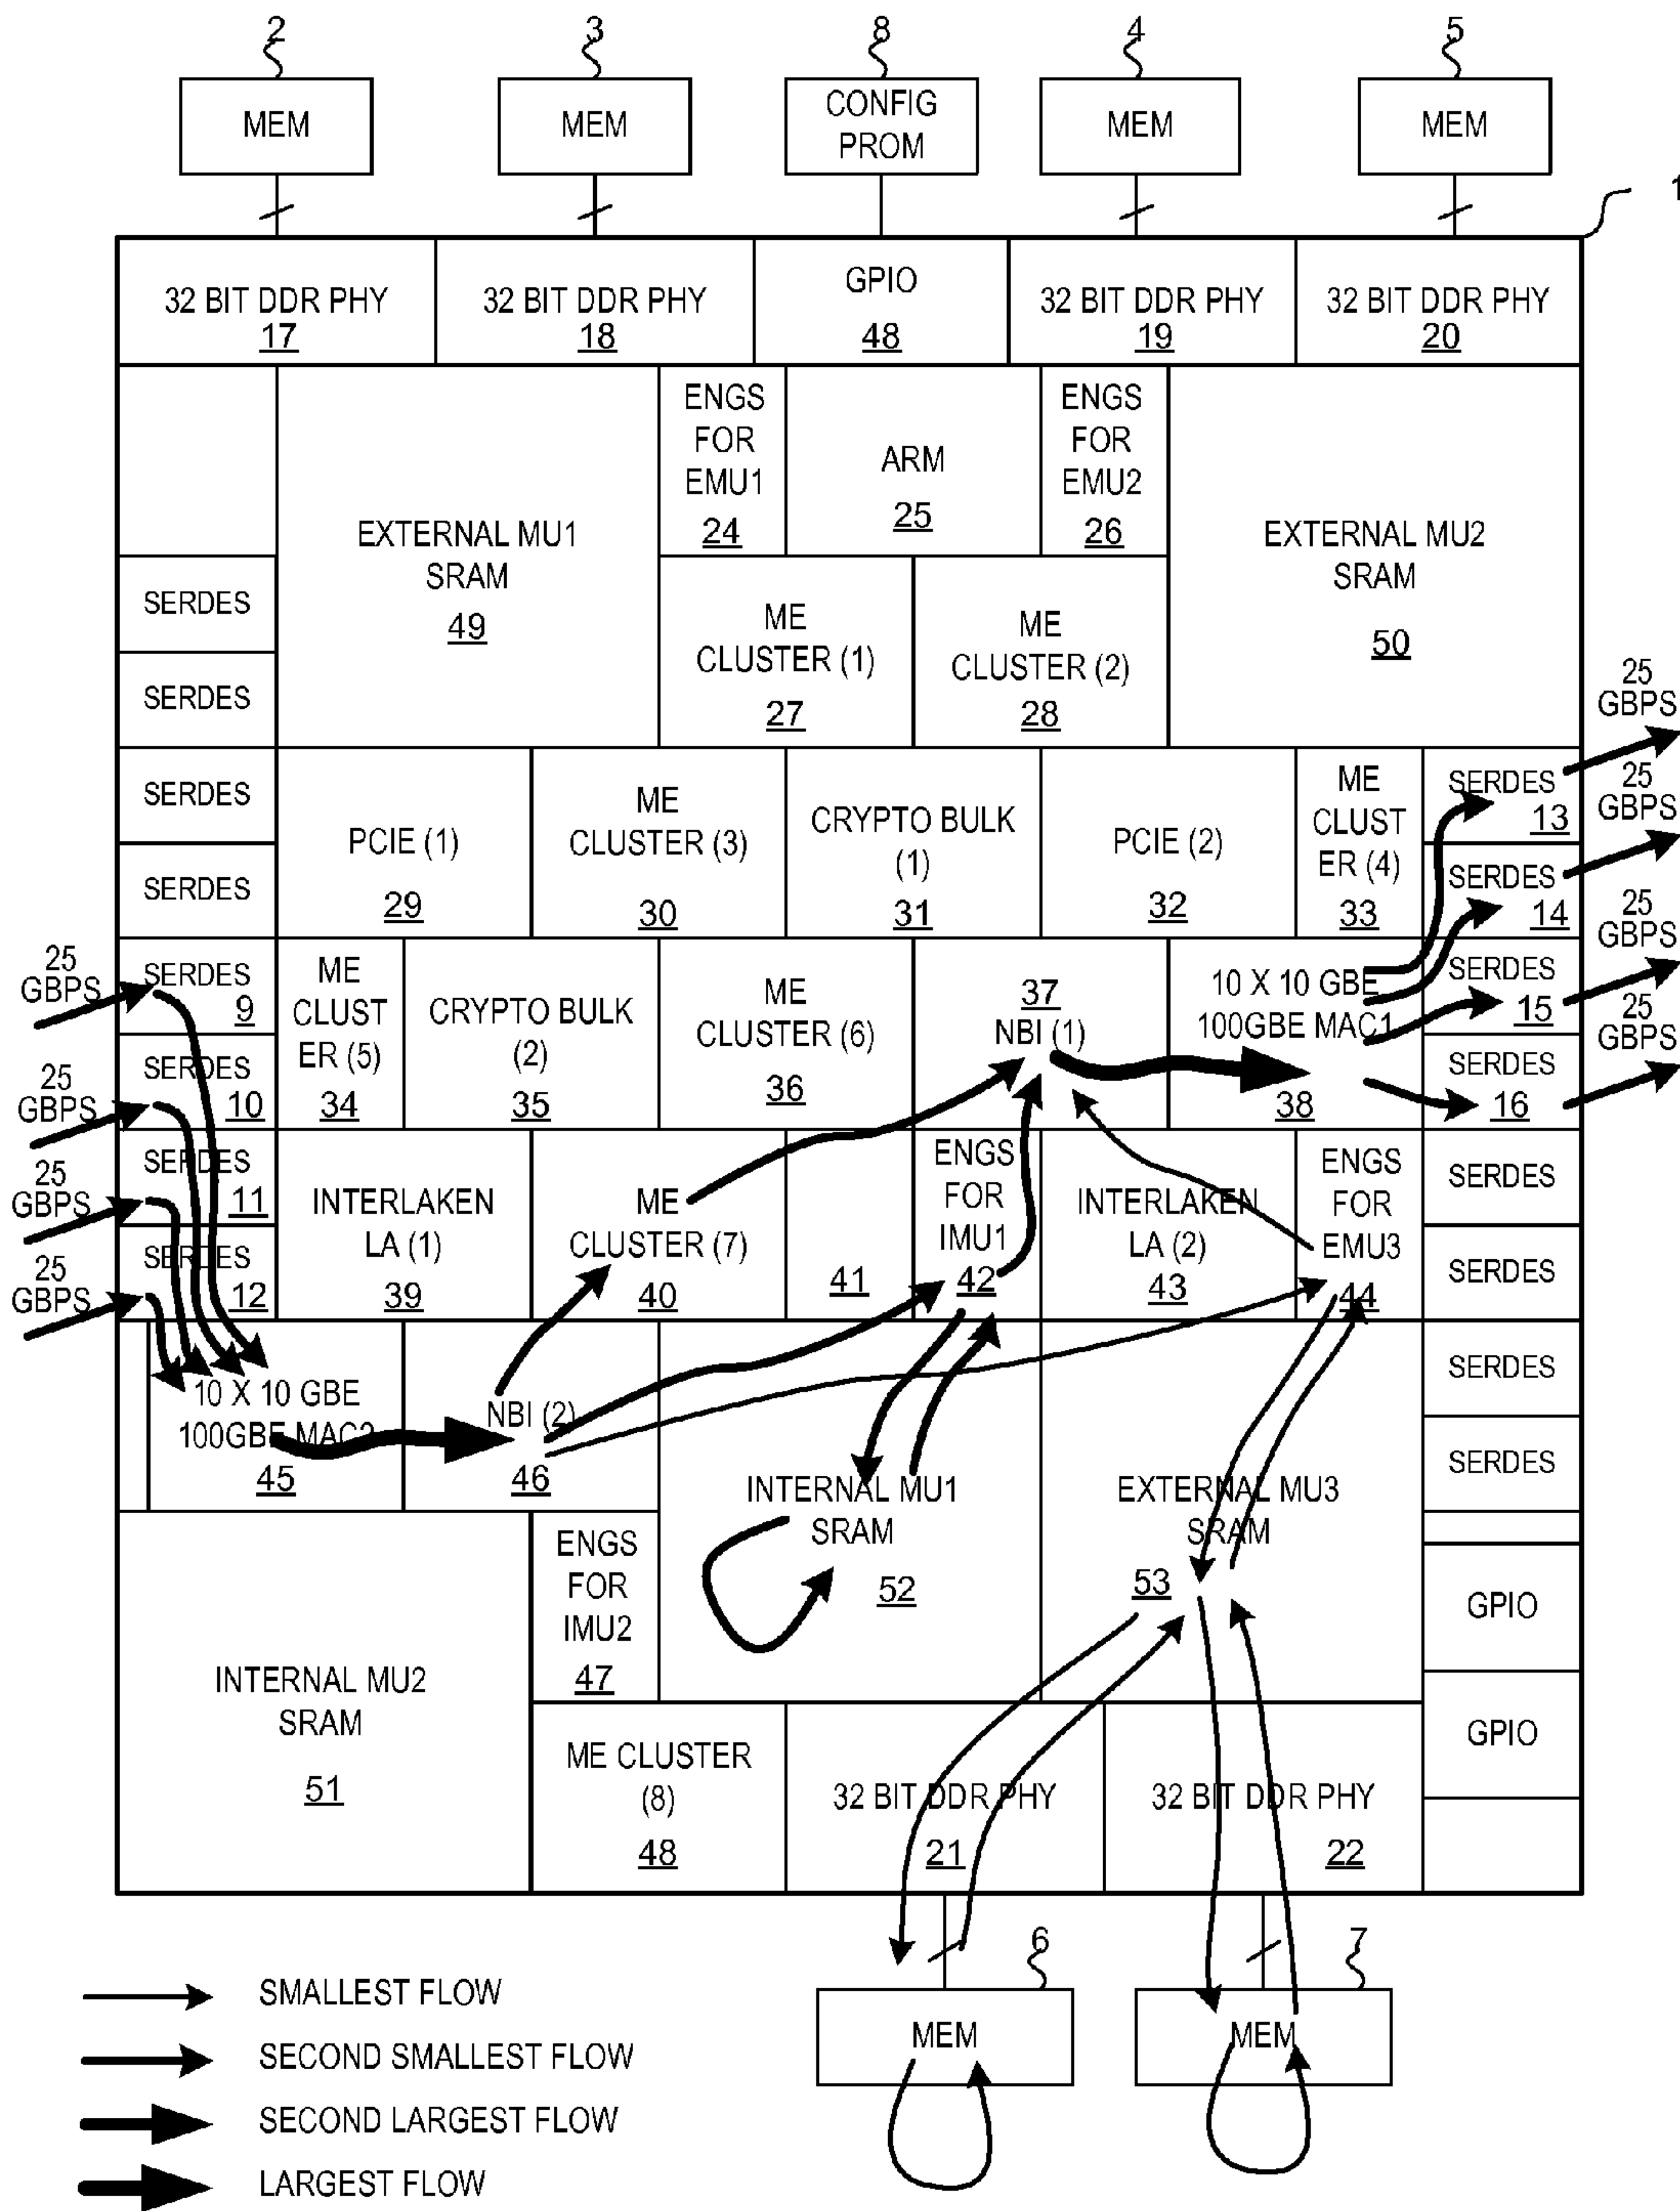 2
3
8
4
5
MEM
MEM
CONFIG
PROM
MEM
MEM
1
32 BIT DDR PHY
17
32 BIT DDR PHY
18
GPIO
48
32 BIT DDR PHY
19
32 BIT DDR PHY
20
EXTERNAL MU1
SRAM
49
ENGS
FOR
EMU1
24
ARM
25
ENGS
FOR
EMU2
26
EXTERNAL MU2
SRAM
50
SERDES
SERDES
ME
CLUSTER (1)
27
ME
CLUSTER (2)
28
25
GBPS
SERDES
SERDES
PCIE (1)
29
ME
CLUSTER (3)
30
CRYPTO BULK
(1)
31
PCIE (2)
32
ME
CLUST
ER (4)
33
SERDES
13
25
GBPS
SERDES
14
25
GBPS
25
GBPS
SERDES
9
ME
CLUST
ER (5)
34
CRYPTO BULK
(2)
35
ME
CLUSTER (6)
36
37
NBI (1)
10 X 10 GBE
100GBE MAC1
38
SERDES
15
25
GBPS
SERDES
16
25
GBPS
SERDES
10
25
GBPS
SERDES
11
25
GBPS
SERDES
12
INTERLAKEN
LA (1)
39
ME
CLUSTER (7)
40
41
ENGS
FOR
IMU1
42
INTERLAKEN
LA (2)
43
ENGS
FOR
EMU3
44
SERDES
SERDES
10 X 10 GBE
100GBE MAC2
45
NBI (2)
46
INTERNAL MU1
SRAM
52
EXTERNAL MU3
SRAM
53
SERDES
SERDES
ENGS
FOR
IMU2
47
GPIO
GPIO
INTERNAL MU2
SRAM
51
ME CLUSTER
(8)
48
32 BIT DDR PHY
21
32 BIT DDR PHY
22
6
7
MEM
MEM
SMALLEST FLOW
SECOND SMALLEST FLOW
SECOND LARGEST FLOW
LARGEST FLOW